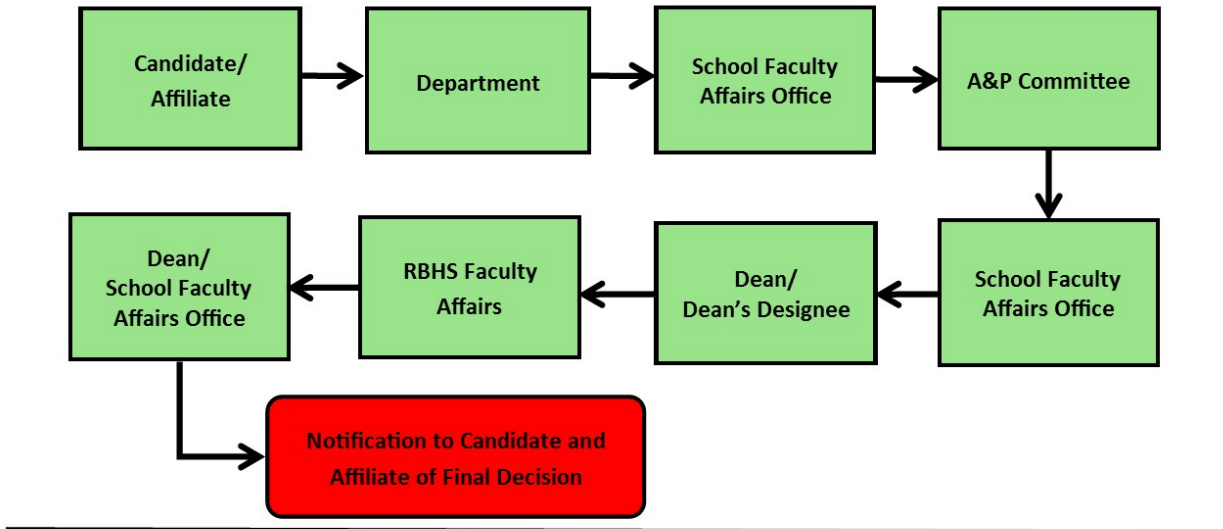 Candidate/
Affiliate
Department
School Faculty
Affairs Office
A&P Committee
Dean/
School Faculty
Affairs Office
RBHS Faculty
Affairs
Dean/
Dean’s Designee
School Faculty
Affairs Office
Notification to Candidate and
Affiliate of Final Decision